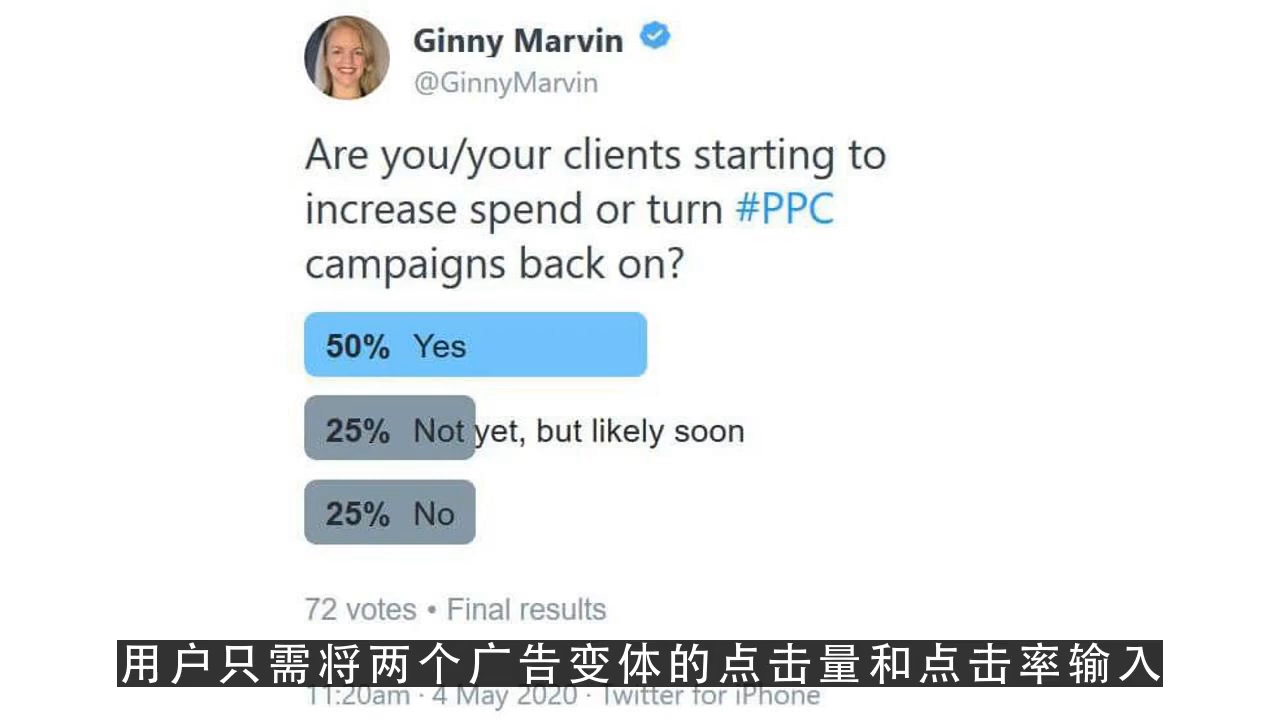 Ginny Marvin
@GinnyMarvin
Are you/your clients starting to
increase spend or turn #PPC
campaigns back on?
50% Yes
25% Not yet, but likely soon
25% No
72 votes • Final results
用户只需将两个广告变体的点击量和点击率输入
11:20am · 4 May 2020 · Twitter for iPhone